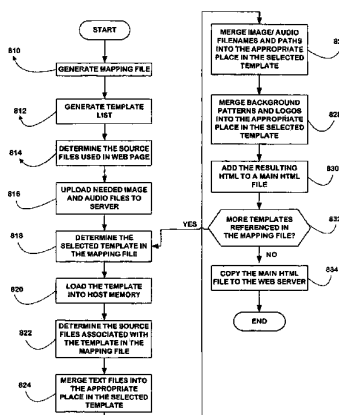 START
810
GENERATE MAPPING FILE
812
GENERATE TEMPLATE
LIST
814
DETERMINE THE SOURCE
FILES USED IN WEB PAGE
816
UPLOAD NEEDED IMAGE
AND AUDIO FILES TO
SERVER
818
DETERMINE THE
SELECTED TEMPLATE IN
THE MAPPING FILE
820
LOAD THE TEMPLATE
INTO HOST MEMORY
822
DETERMINE THE SOURCE
FILES ASSOCIATED WITH
THE TEMPLATE IN THE
MAPPING FILE
824
MERGE TEXT FILES INTO
THE APPROPRIATE
PLACE IN THE SELECTED
TEMPLATE
MERGE IMAGE/ AUDIO
FILENAMES AND PATHS
INTO THE APPROPRIATE
PLACE IN THE SELECTED
TEMPLATE
MERGE BACKGROUND
PATTERNS AND LOGOS
INTO THE APPROPRIATE
PLACE IN THE SELECTED
TEMPLATE
828
ADD THE RESULTING
HTML TO A MAIN HTML
FILE
830
YES
MORE TEMPLATES
REFERENCED IN
THE MAPPING FILE?
832
NO
COPY THE MAIN HTML
FILE TO THE WEB SERVER
834
END